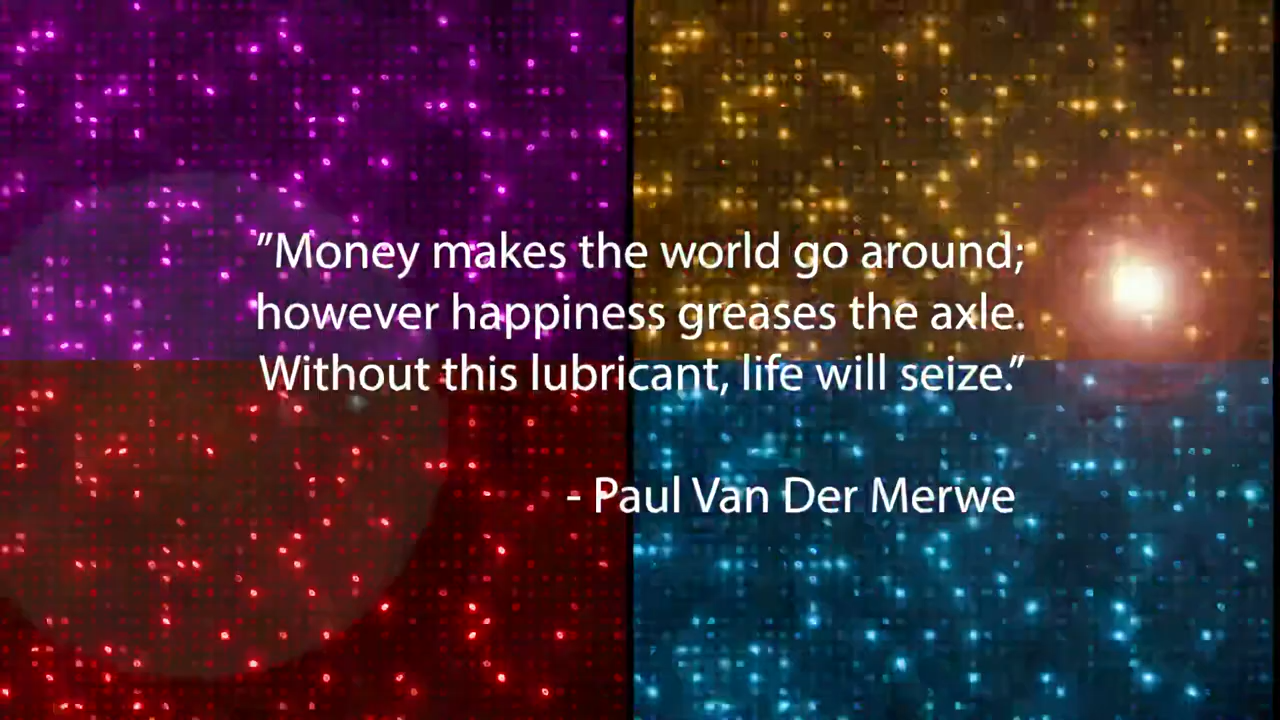 "Money makes the world go around;
however happiness greases the axle.
Without this lubricant, life will seize."
- Paul Van Der Merwe